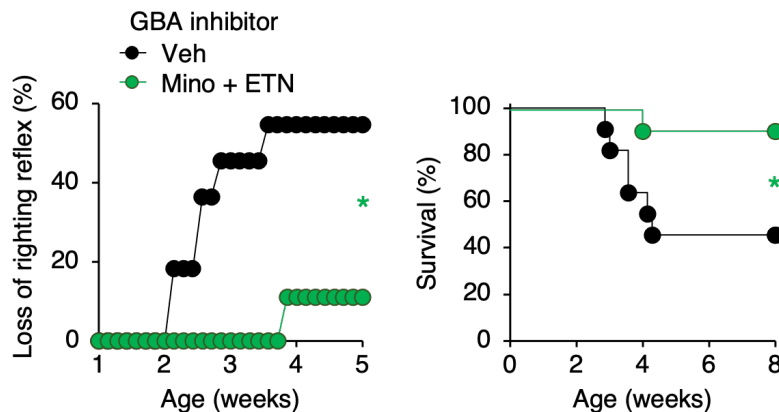 GBA inhibitor
Veh
Mino + ETN
Loss of righting reflex (%)
60
40
20
0
*
1 2 3 4 5
Age (weeks)
Survival (%)
100
80
60
40
20
0
*
0 2 4 6 8
Age (weeks)